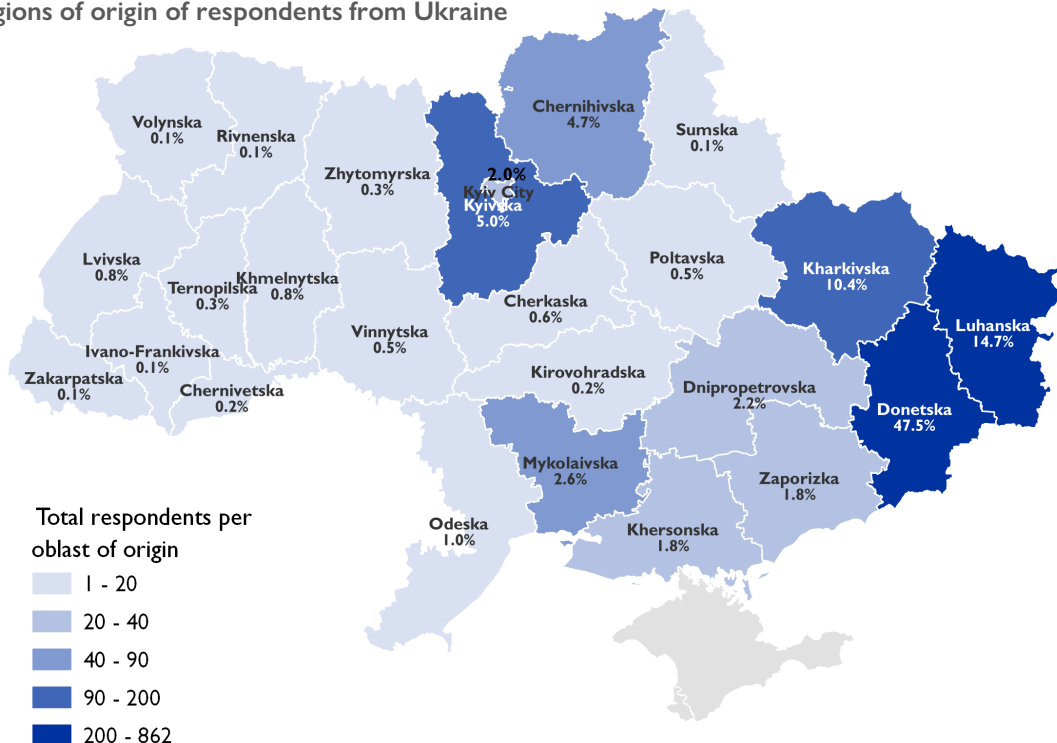 gions of origin of respondents from Ukraine
Chernihivska
4.7%
Volynska
0.1%
Rivnenska
0.1%
Sumska
0.1%
Zhytomyrska
0.3%
2.0%
Kyiv City
Kyivska
5.0%
Lvivska
0.8%
Ternopilska
0.3%
Khmelnytska
0.8%
Poltavska
0.5%
Kharkivska
10.4%
Cherkaska
0.6%
Vinnytska
0.5%
Luhanska
14.7%
Ivano-Frankivska
0.1%
Zakarpatska
0.1%
Chernivetska
0.2%
Kirovohradska
0.2%
Dnipropetrovska
2.2%
Donetska
47.5%
Mykolaivska
2.6%
Zaporizka
1.8%
Odeska
1.0%
Khersonska
1.8%
Total respondents per
oblast of origin
1 - 20
20 - 40
40 - 90
90 - 200
200 - 862